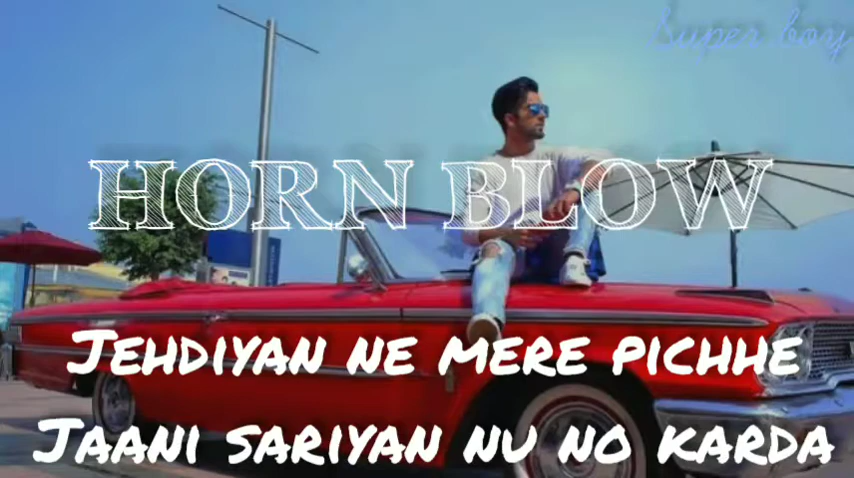 Super boy
HORN BLOW
JEHDIYAN NE MERE PICHHE
JAANI SARIYAN NU NO KARDA